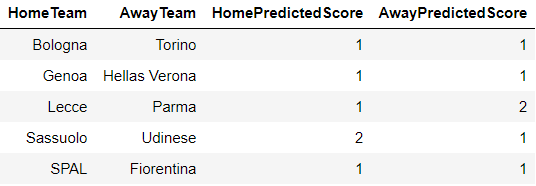 HomeTeam AwayTeam HomePredictedScore AwayPredictedScore
Bologna Torino 1 1
Genoa Hellas Verona 1 1
Lecce Parma 1 2
Sassuolo Udinese 2 1
SPAL Fiorentina 1 1